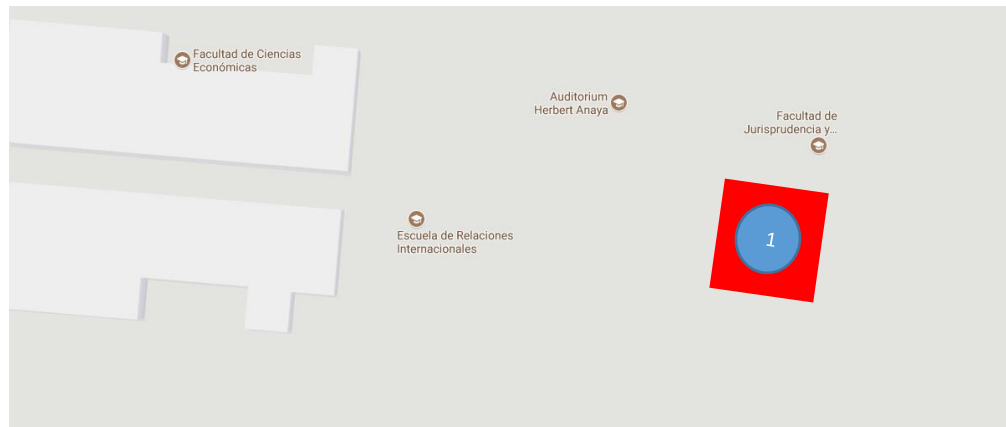 Facultad de Ciencias
Económicas
Auditorium
Herbert Anaya
Facultad de
Jurisprudencia y...
Escuela de Relaciones
Internacionales
1